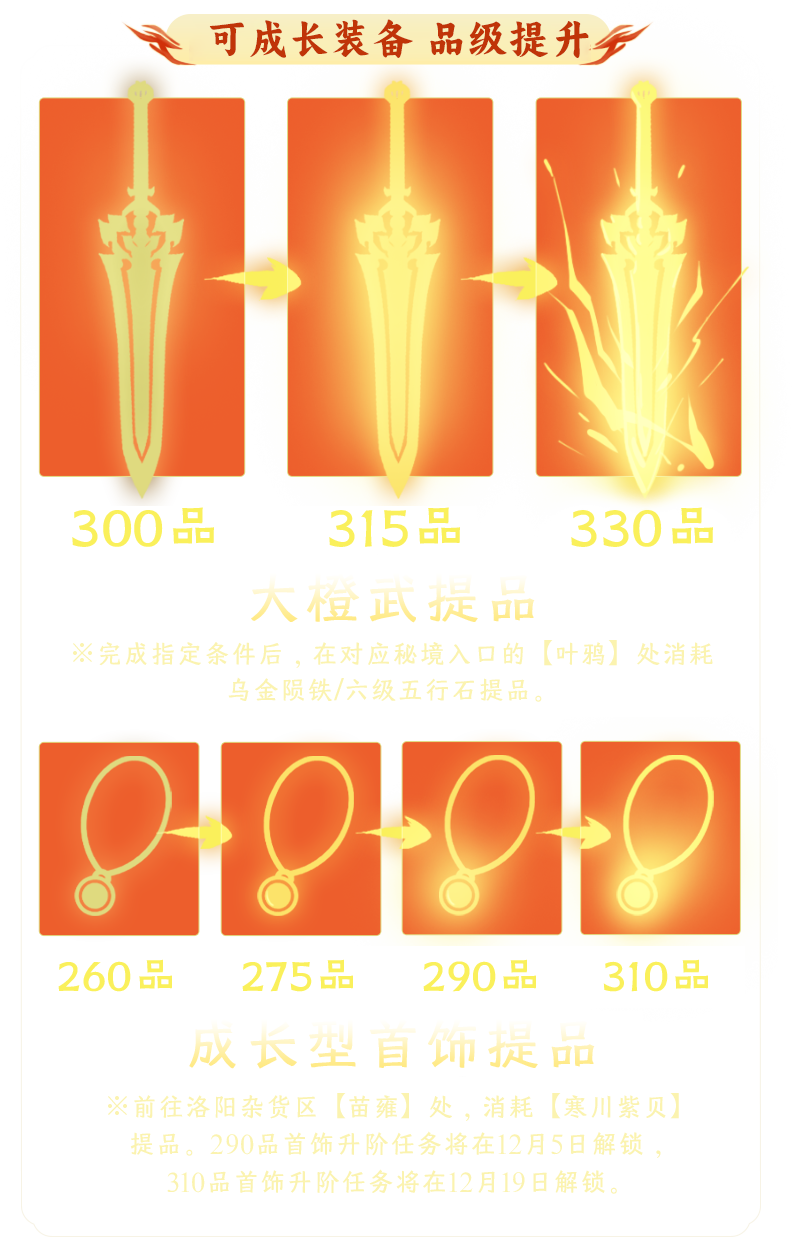 可成长装备 品级提升
300品
315品
330品
大橙武提品
※完成指定条件后，在对应秘境入口的【叶鸦】处消耗
乌金陨铁/六级五行石提品。
260品
275品
290品
310品
成长型首饰提品
※前往洛阳杂货区【苗雍】处，消耗【寒川紫贝】
提品。290品首饰升阶任务将在12月5日解锁，
310品首饰升阶任务将在12月19日解锁。